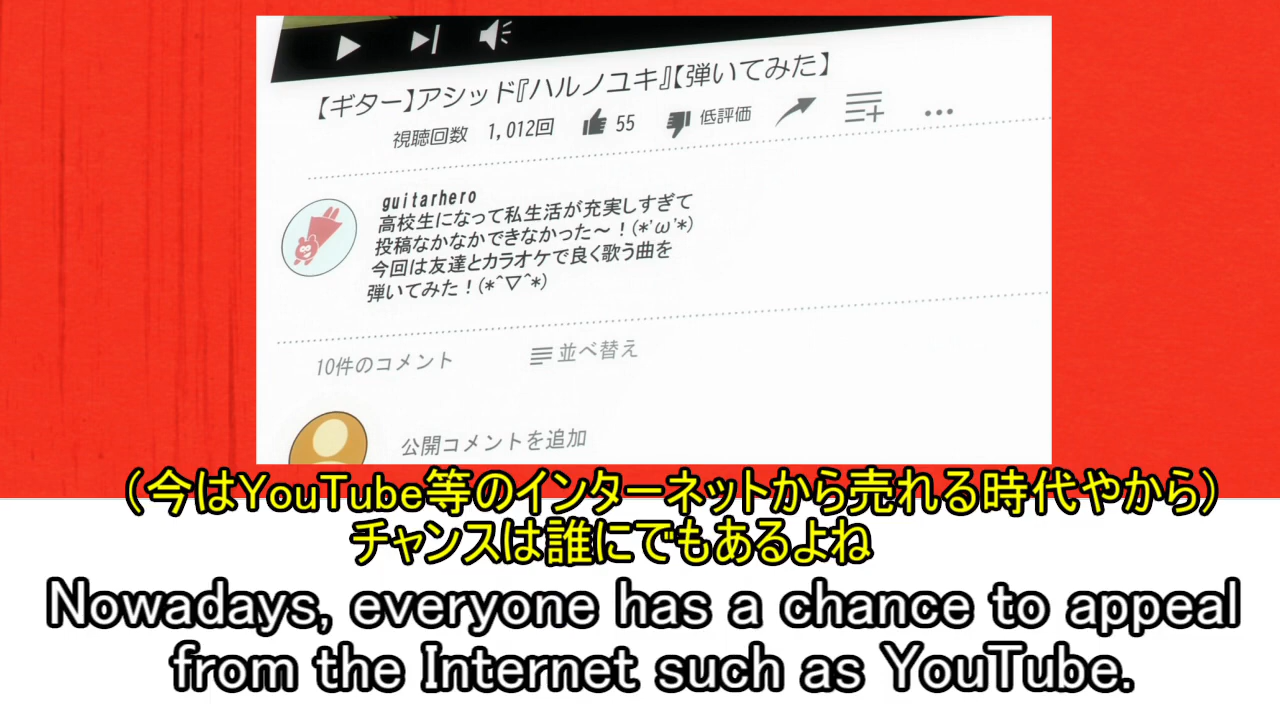 【ギター】アシッド『ハルノユキ』【弾いてみた】
視聴回数 1,012回 55 低評価
guitarhero
高校生になって私生活が充実しすぎて
投稿なかなかできなかった～！(*'ω'*)
今回は友達とカラオケで良く歌う曲を
弾いてみた！(*^▽^*)
10件のコメント 並べ替え
公開コメントを追加
（今はYouTube等のインターネットから売れる時代やから）
チャンスは誰にでもあるよね
Nowadays, everyone has a chance to appeal
from the Internet such as YouTube.